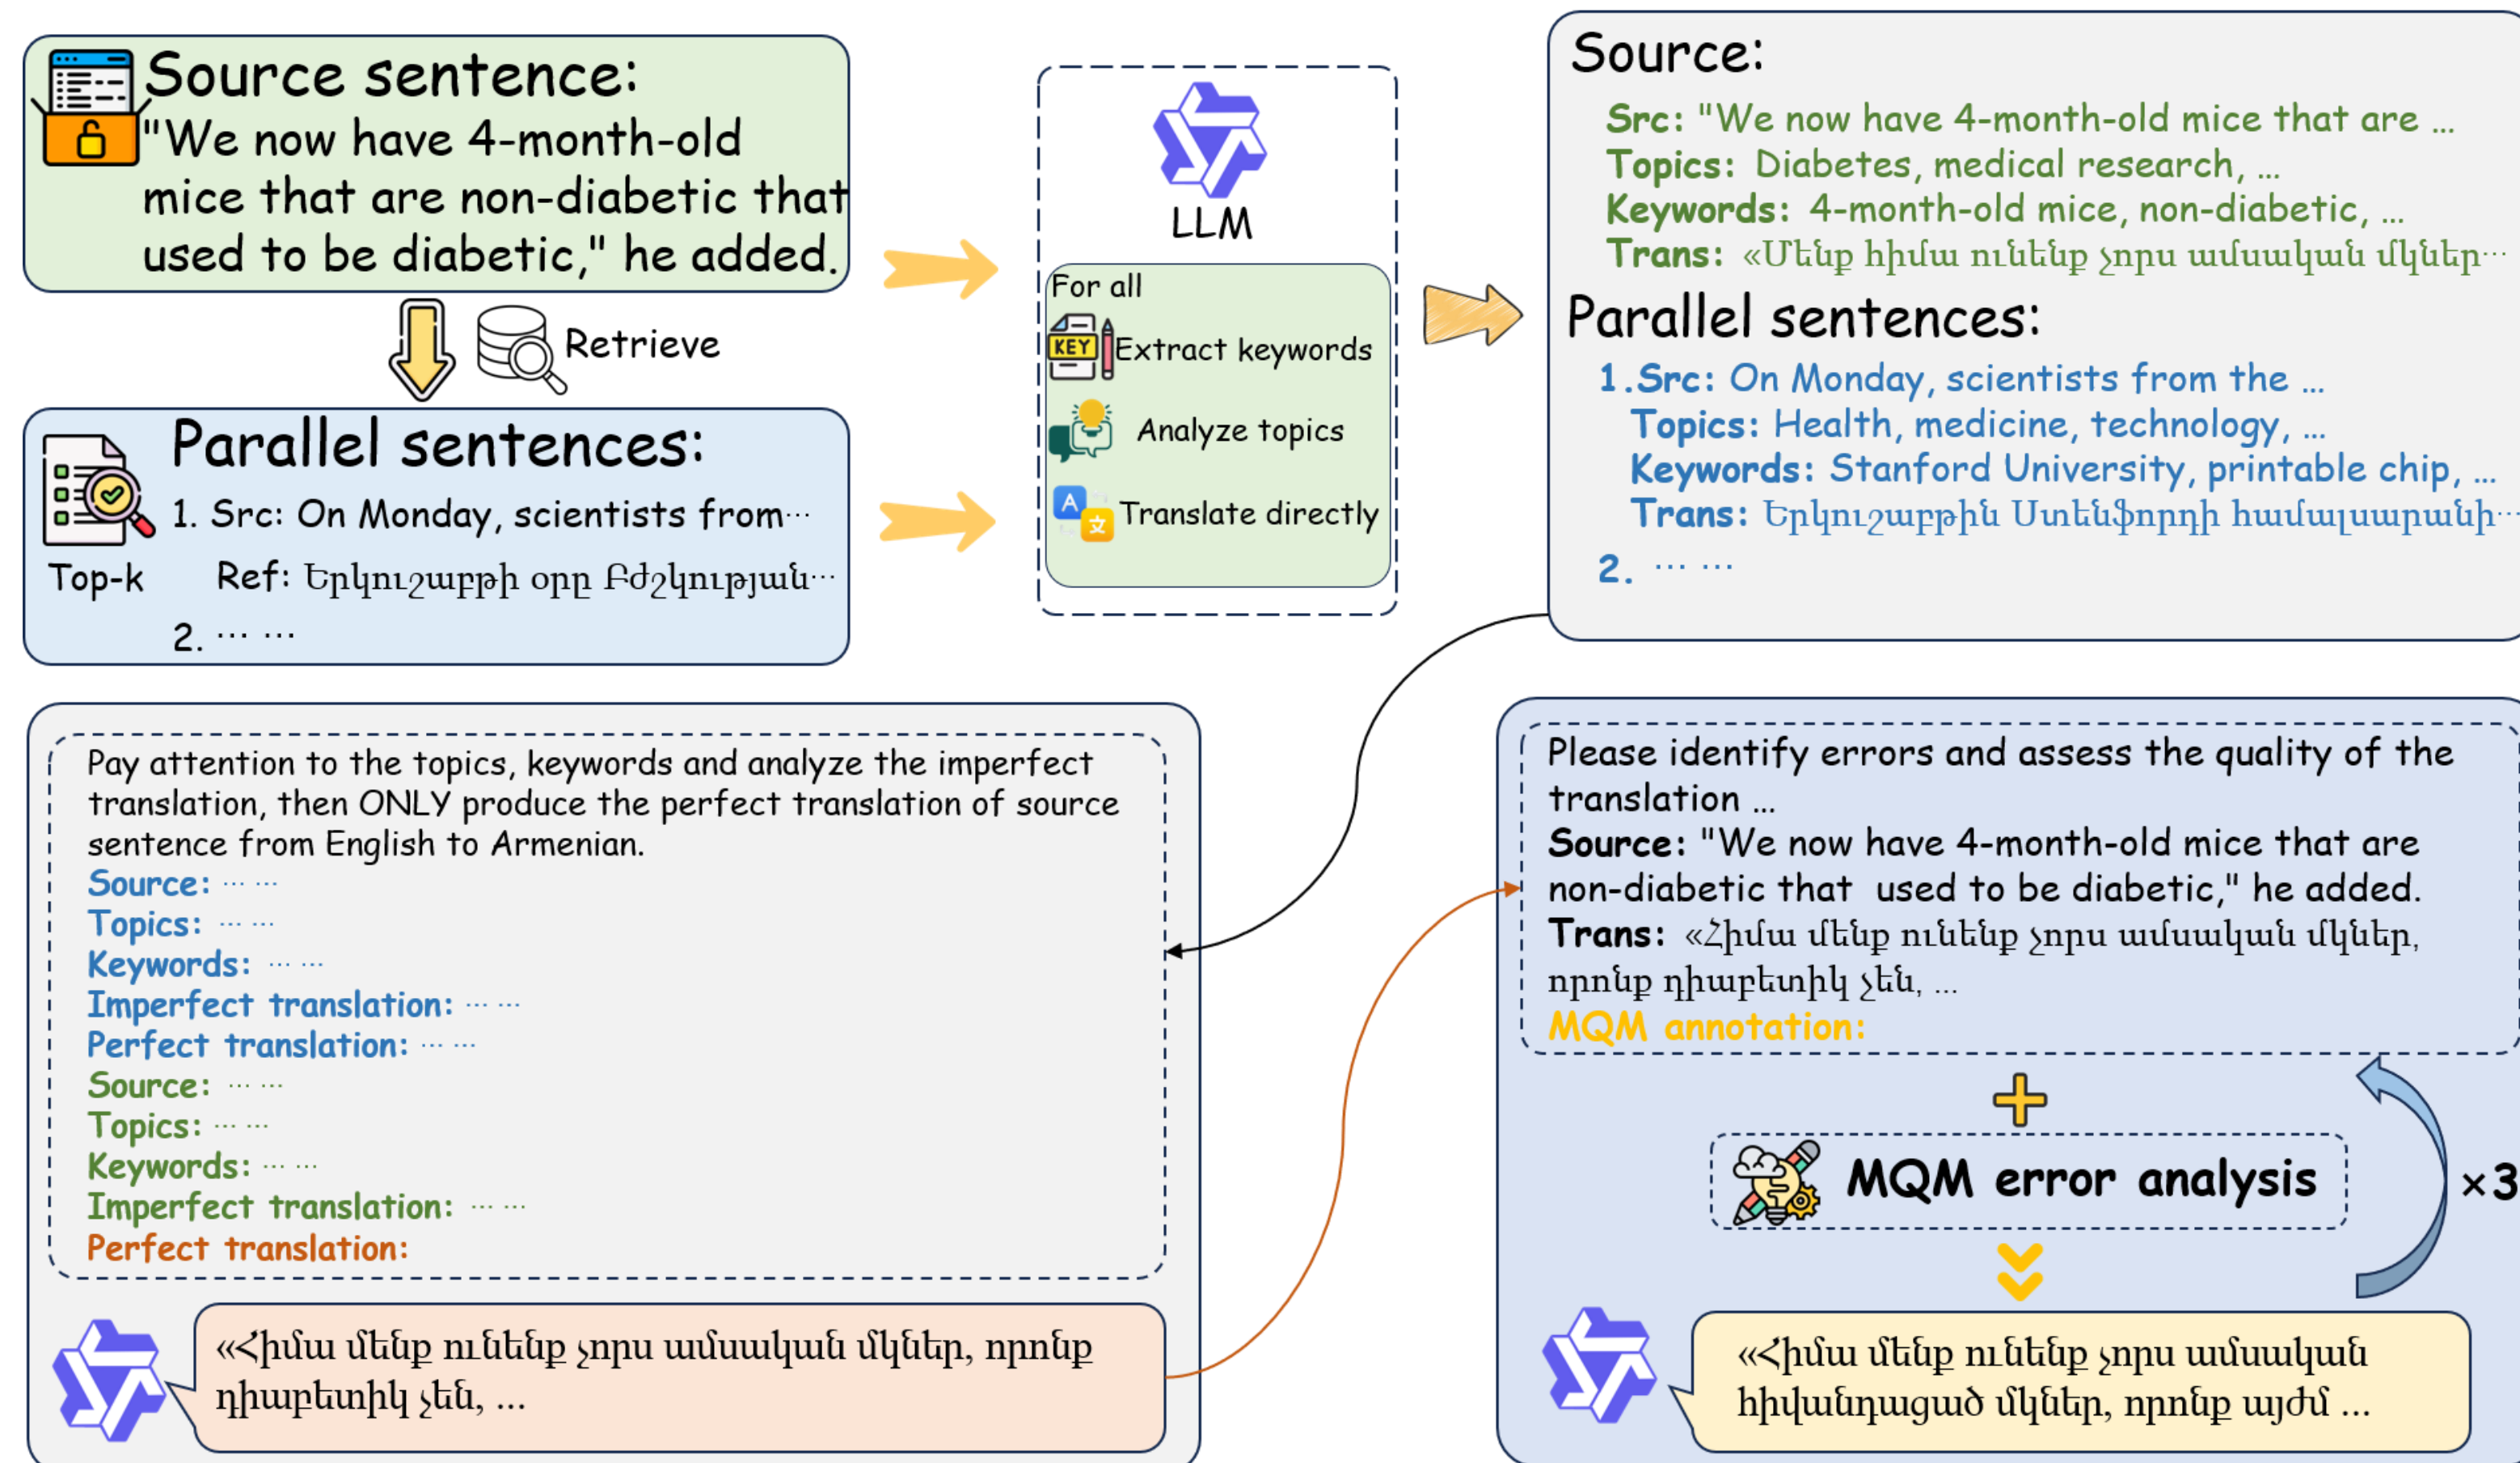 Source sentence:
"We now have 4-month-old
mice that are non-diabetic that
used to be diabetic," he added.
Retrieve
Parallel sentences:
1. Src: On Monday, scientists from...
Ref: Երկուշաբթի օրը Բժշկության...
2. ... ...
Top-k
LLM
For all
KEY
Extract keywords
Analyze topics
A
文
Translate directly
Source:
Src: "We now have 4-month-old mice that are ...
Topics: Diabetes, medical research, ...
Keywords: 4-month-old mice, non-diabetic, ...
Trans: «Մենք հիմա ունենք չորս ամսական մկներ...
Parallel sentences:
1.Src: On Monday, scientists from the ...
Topics: Health, medicine, technology, ...
Keywords: Stanford University, printable chip, ...
Trans: Երկուշաբթին Ստենֆորդի համալսարանի...
2. ... ...
Pay attention to the topics, keywords and analyze the imperfect
translation, then ONLY produce the perfect translation of source
sentence from English to Armenian.
Source: ... ...
Topics: ... ...
Keywords: ... ...
Imperfect translation: ... ...
Perfect translation: ... ...
Source: ... ...
Topics: ... ...
Keywords: ... ...
Imperfect translation: ... ...
Perfect translation:
«Հիմա մենք ունենք չորս ամսական մկներ, որոնք
դիաբետիկ չեն, ...
Please identify errors and assess the quality of the
translation ...
Source: "We now have 4-month-old mice that are
non-diabetic that used to be diabetic," he added.
Trans: «Հիմա մենք ունենք չորս ամսական մկներ,
որոնք դիաբետիկ չեն, ...
MQM annotation:
MQM error analysis
×3
«Հիմա մենք ունենք չորս ամսական
հիվանդացած մկներ, որոնք այժմ ...